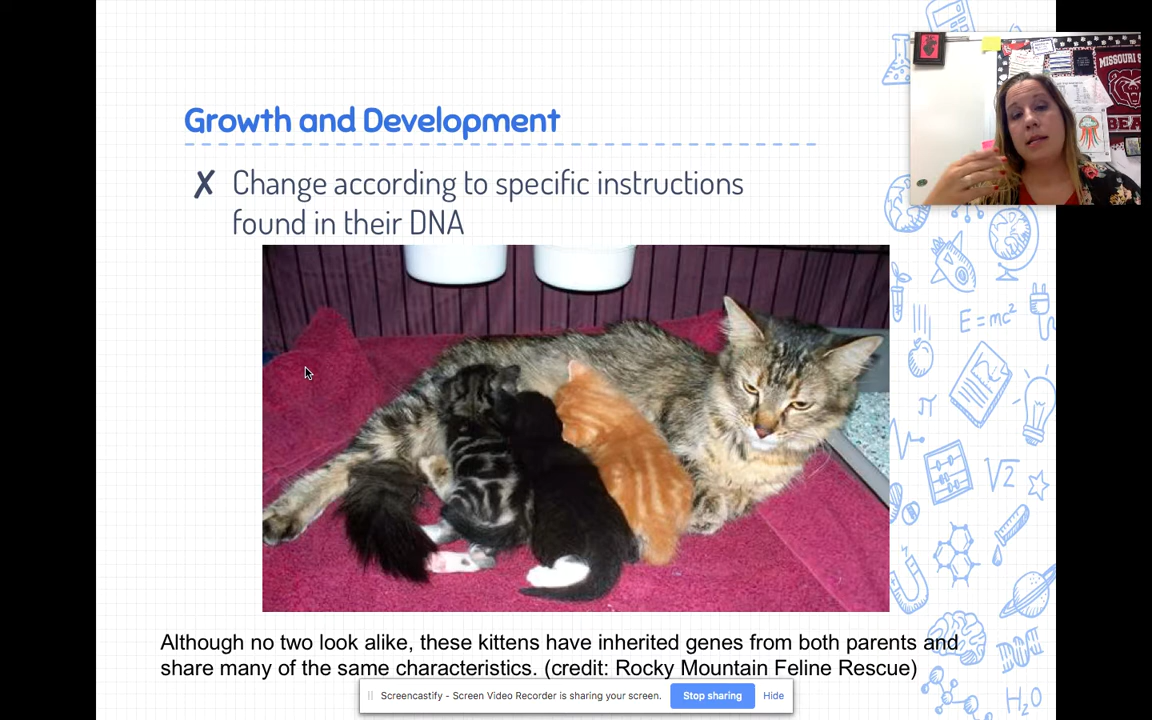 Growth and Development
✗ Change according to specific instructions
found in their DNA
MISSOURI S
BEA
E=mc²
π
√2
H₂O
Although no two look alike, these kittens have inherited genes from both parents and
share many of the same characteristics. (credit: Rocky Mountain Feline Rescue)
Screencastify - Screen Video Recorder is sharing your screen.
Stop sharing
Hide